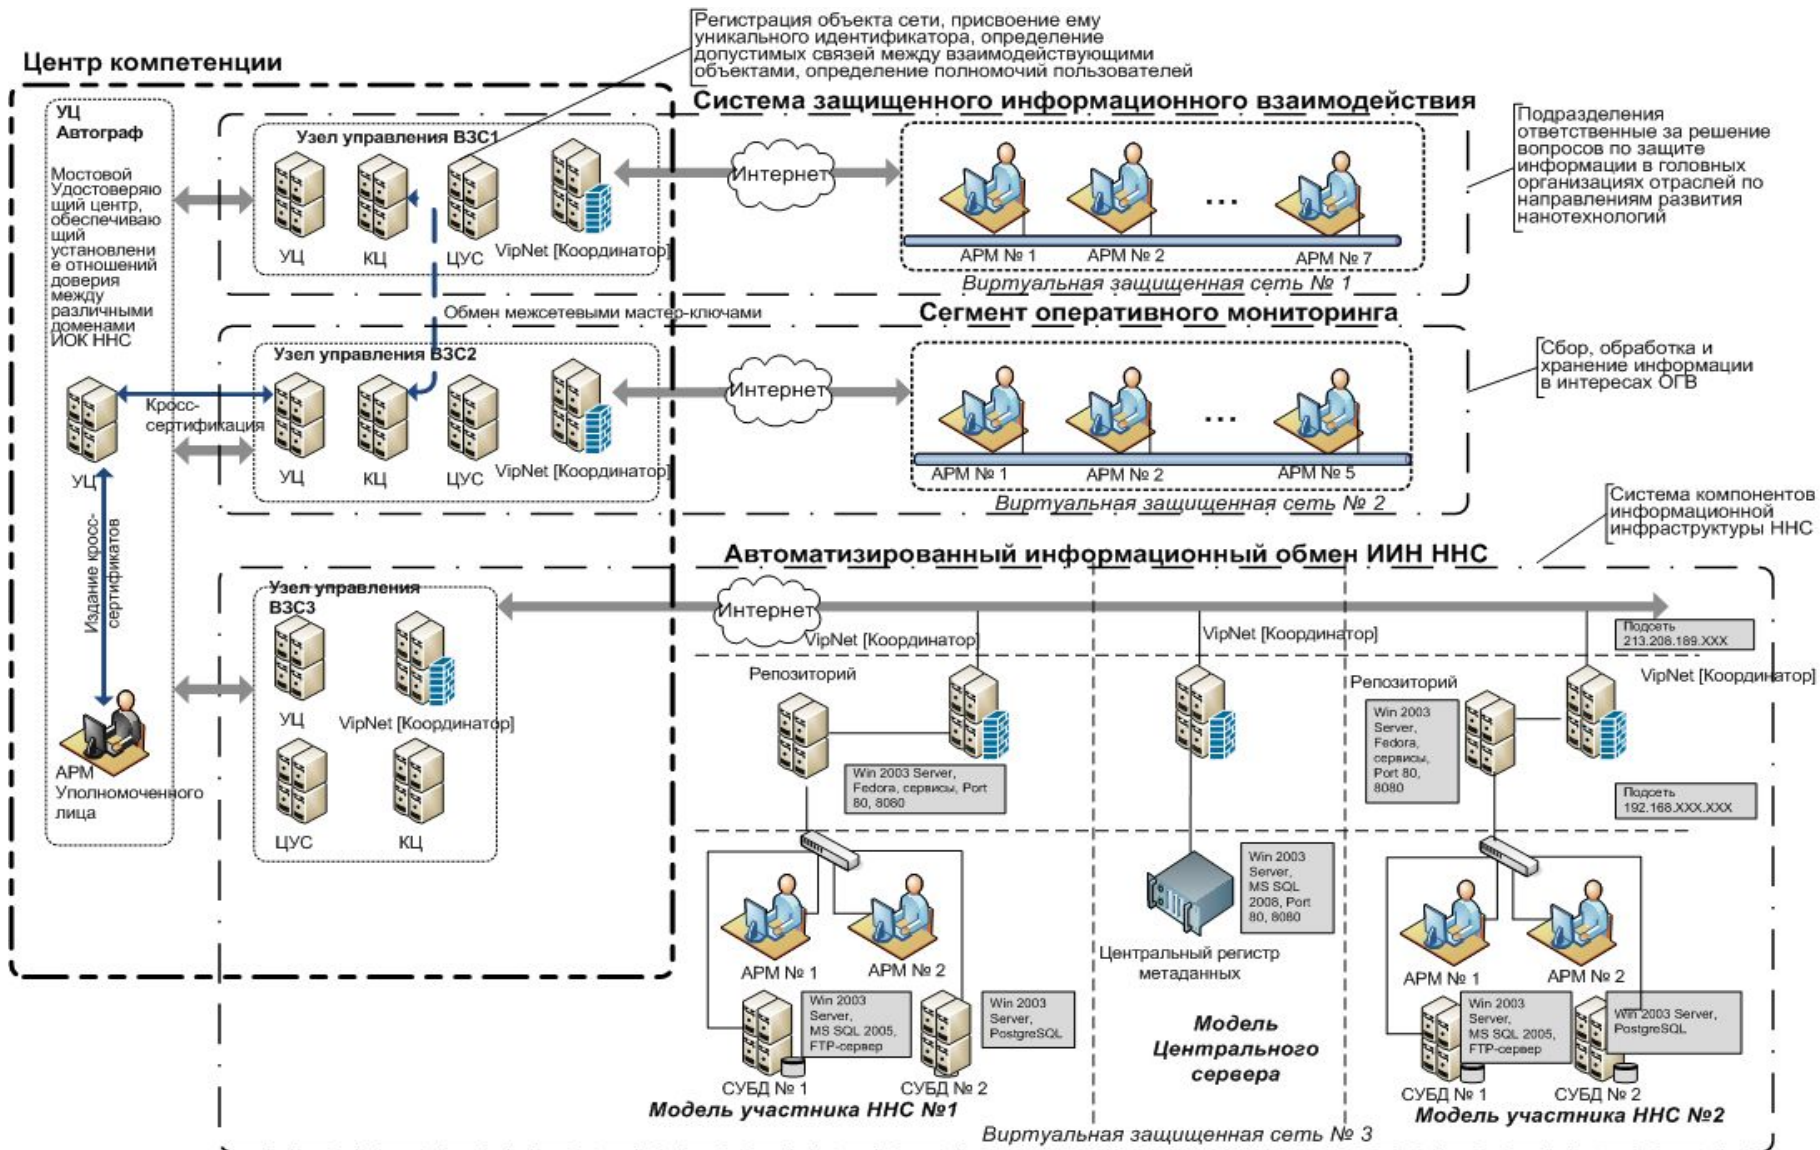 Регистрация объекта сети, присвоение ему
уникального идентификатора, определение
допустимых связей между взаимодействующими
объектами, определение полномочий пользователей
Центр компетенции
УЦ
Автограф
Мостовой
Удостоверяю
щий центр,
обеспечиваю
щий
установлени
е отношений
доверия
между
различными
доменами
ИОК ННС
Система защищенного информационного взаимодействия
Узел управления ВЗС1
УЦ
КЦ
ЦУС
VipNet [Координатор]
Интернет
...
АРМ № 1
АРМ № 2
АРМ № 7
Виртуальная защищенная сеть № 1
Подразделения
ответственные за решение
вопросов по защите
информации в головных
организациях отраслей по
направлениям развития
нанотехнологий
Обмен межсетевыми мастер-ключами
Сегмент оперативного мониторинга
Узел управления ВЗС2
УЦ
КЦ
ЦУС
VipNet [Координатор]
Интернет
...
АРМ № 1
АРМ № 2
АРМ № 5
Виртуальная защищенная сеть № 2
Сбор, обработка и
хранение информации
в интересах ОГВ
Кросс-
сертификация
УЦ
Издание кросс-
сертификатов
АРМ
Уполномоченного
лица
Система компонентов
информационной
инфраструктуры ННС
Автоматизированный информационный обмен ИИН ННС
Узел управления
ВЗС3
УЦ
VipNet [Координатор]
ЦУС
КЦ
Интернет
VipNet [Координатор]
VipNet [Координатор]
Подсеть
213.208.189.XXX
VipNet [Координатор]
Репозиторий
Win 2003 Server,
Fedora, сервисы, Port
80, 8080
Репозиторий
Win 2003
Server,
Fedora,
сервисы,
Port 80,
8080
Подсеть
192.168.XXX.XXX
АРМ № 1
АРМ № 2
Win 2003
Server,
MS SQL 2005,
FTP-сервер
Win 2003
Server,
PostgreSQL
СУБД № 1
СУБД № 2
Модель участника ННС №1
Win 2003
Server,
MS SQL
2008, Port
80, 8080
Центральный регистр
метаданных
Модель
Центрального
сервера
АРМ № 1
АРМ № 2
Win 2003
Server,
MS SQL 2005,
FTP-сервер
Win 2003 Server,
PostgreSQL
СУБД № 1
СУБД № 2
Модель участника ННС №2
Виртуальная защищенная сеть № 3